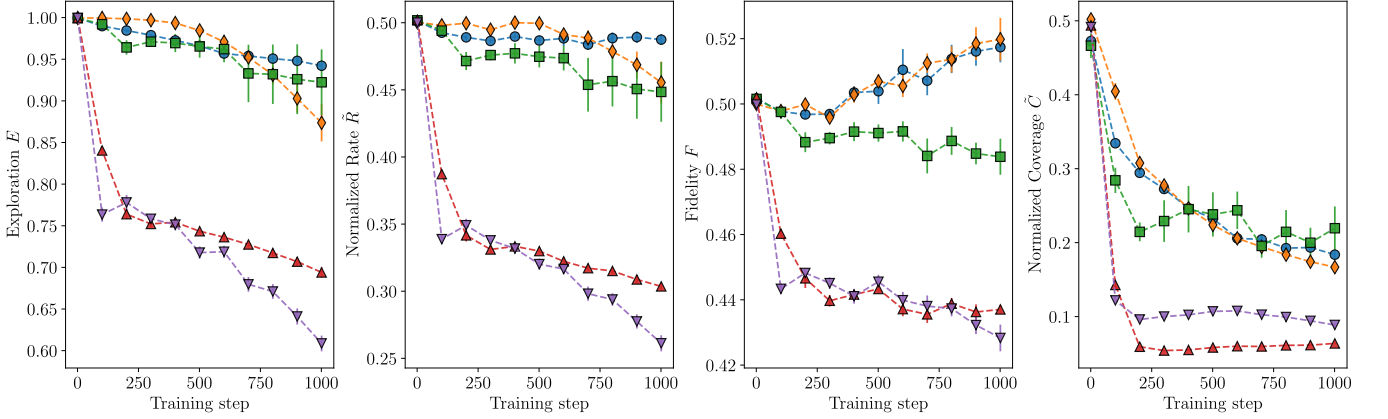 Exploration E
1.00
0.95
0.90
0.85
0.80
0.75
0.70
0.65
0.60
0 250 500 750 1000
Training step
Normalized Rate R̃
0.50
0.45
0.40
0.35
0.30
0.25
0 250 500 750 1000
Training step
Fidelity F
0.52
0.50
0.48
0.46
0.44
0.42
0 250 500 750 1000
Training step
Normalized Coverage C̃
0.5
0.4
0.3
0.2
0.1
0 250 500 750 1000
Training step